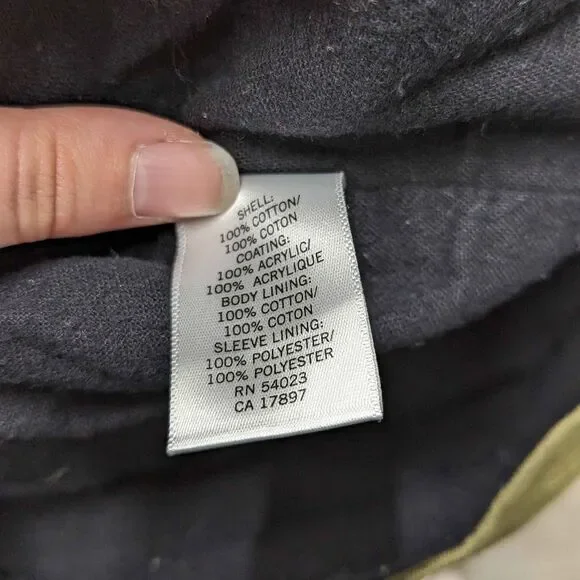 SHELL:
100% COTTON/
100% COTON
COATING:
100% ACRYLIC/
100% ACRYLIQUE
BODY LINING:
100% COTTON/
100% COTON
SLEEVE LINING:
100% POLYESTER/
100% POLYESTER
RN 54023
CA 17897